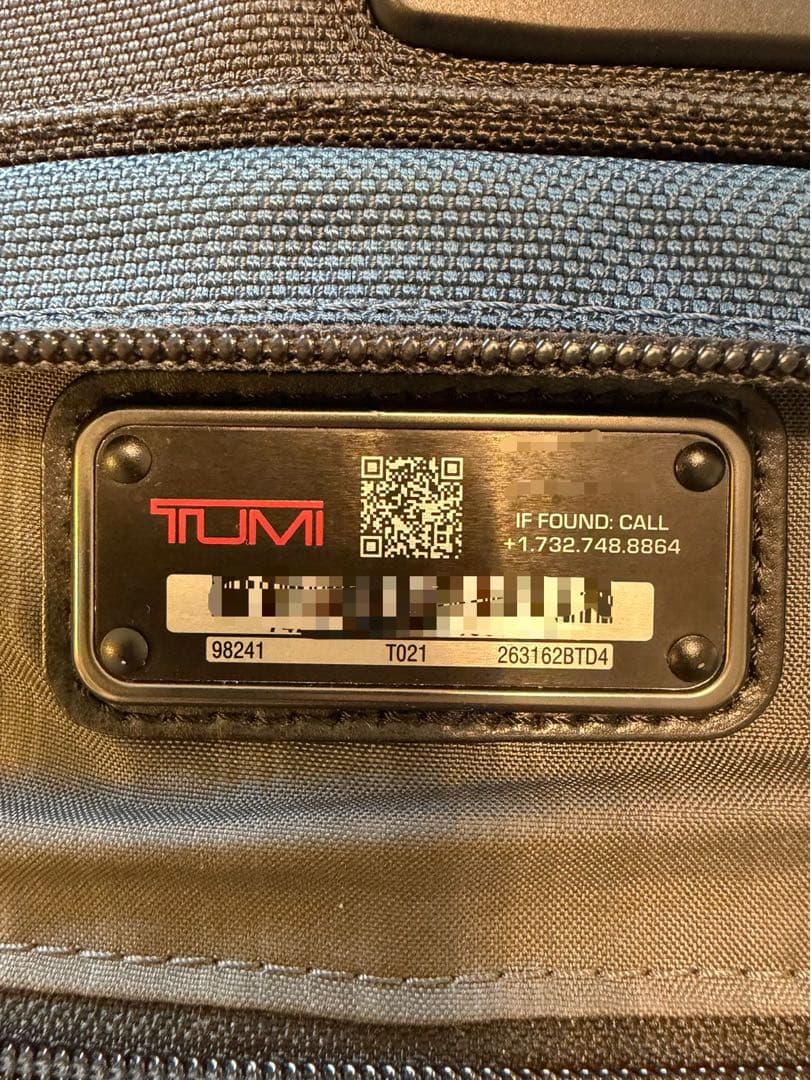 TUMI
IF FOUND: CALL
+1.732.748.8864
98241 T021 263162BTD4